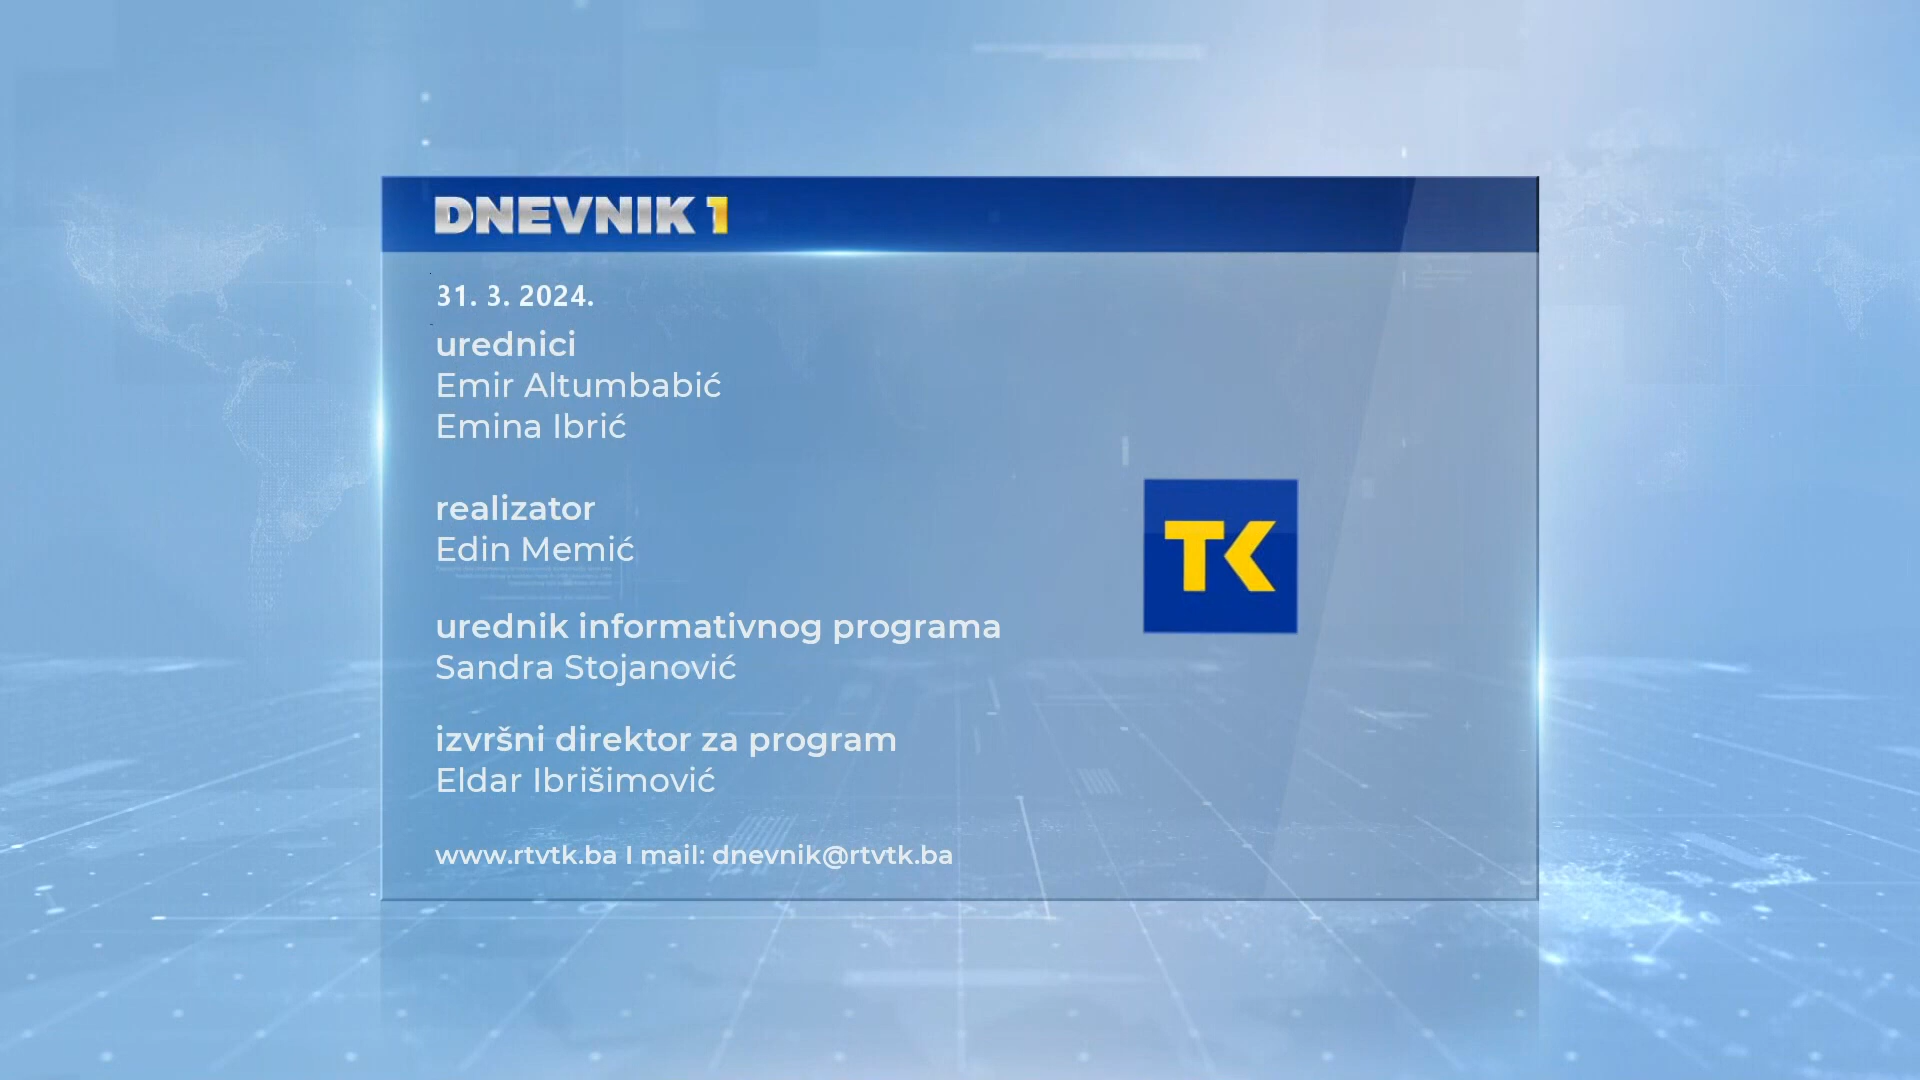 DNEVNIK 1
31. 3. 2024.
urednici
Emir Altumbabić
Emina Ibrić
realizator
Edin Memić
urednik informativnog programa
Sandra Stojanović
izvršni direktor za program
Eldar Ibrišimović
www.rtvtk.ba I mail: dnevnik@rtvtk.ba
TK